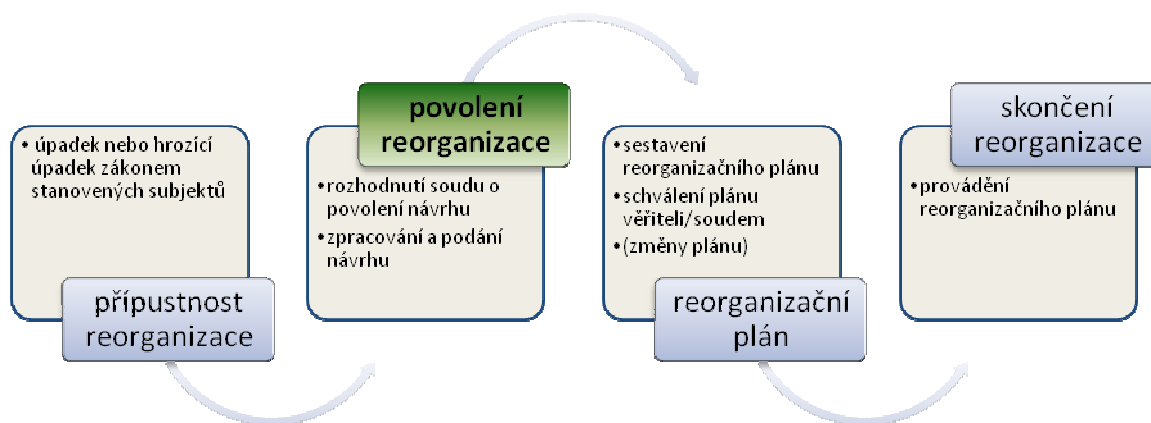 • úpadek nebo hrozící
úpadek zákonem
stanovených subjektů
přípustnost
reorganizace
povolení
reorganizace
•rozhodnutí soudu o
povolení návrhu
•zpracování a podání
návrhu
•sestavení
reorganizačního plánu
•schválení plánu
věřiteli/soudem
•(změny plánu)
reorganizační
plán
skončení
reorganizace
•provádění
reorganizačního plánu